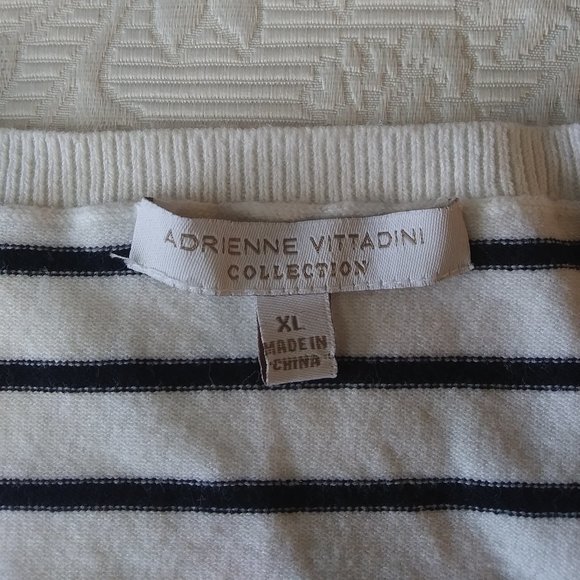 ADRIENNE VITTADINI
COLLECTION
XL
MADE IN
CHINA